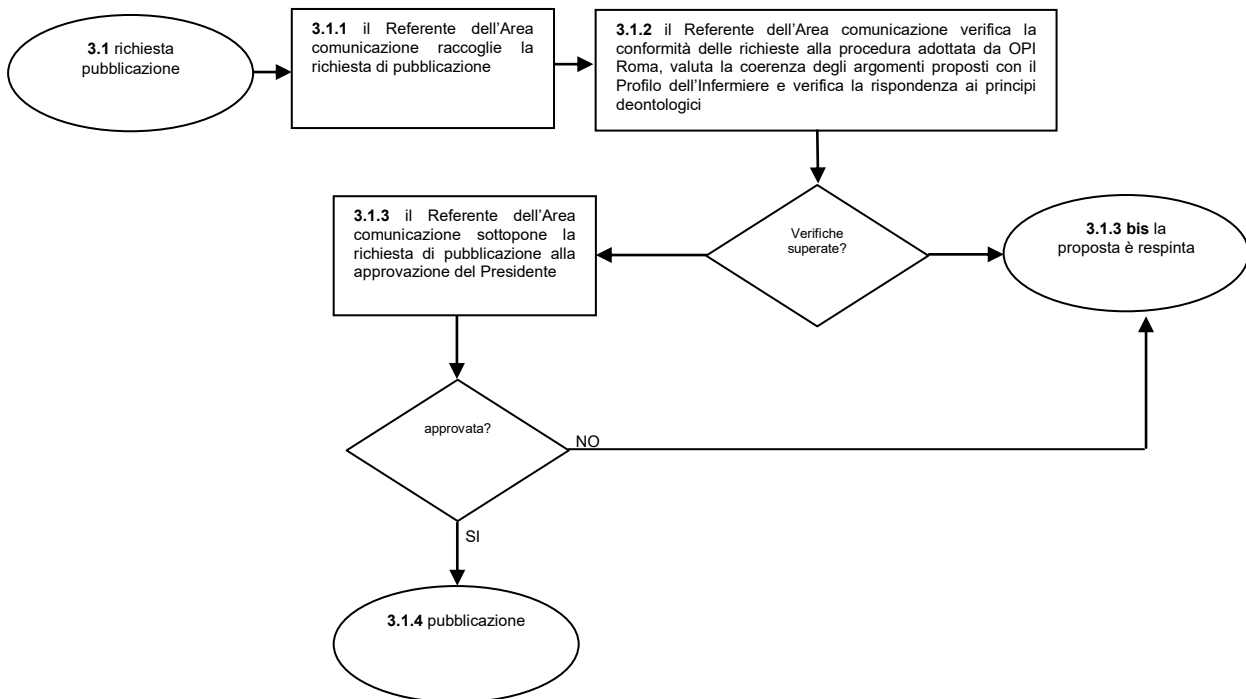 3.1 richiesta
pubblicazione
3.1.1 il Referente dell'Area
comunicazione raccoglie la
richiesta di pubblicazione
3.1.2 il Referente dell'Area comunicazione verifica la
conformità delle richieste alla procedura adottata da OPI
Roma, valuta la coerenza degli argomenti proposti con il
Profilo dell'Infermiere e verifica la rispondenza ai principi
deontologici
3.1.3 il Referente dell'Area
comunicazione sottopone la
richiesta di pubblicazione alla
approvazione del Presidente
Verifiche
superate?
3.1.3 bis la
proposta è respinta
approvata?
NO
SI
3.1.4 pubblicazione